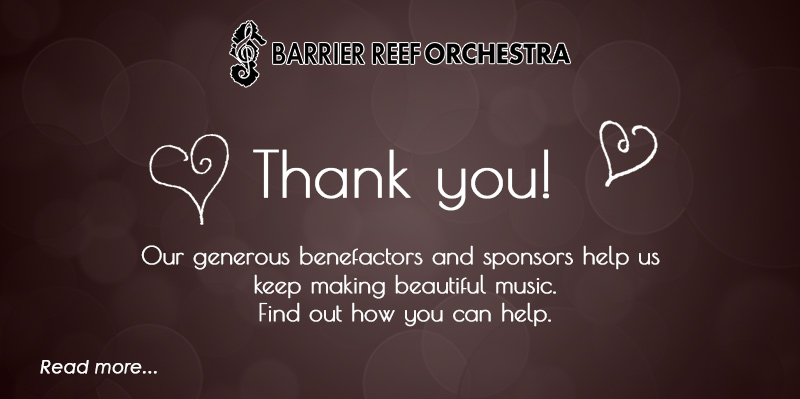 BARRIER REEF ORCHESTRA
Thank you!
Our generous benefactors and sponsors help us
keep making beautiful music.
Find out how you can help.
Read more...